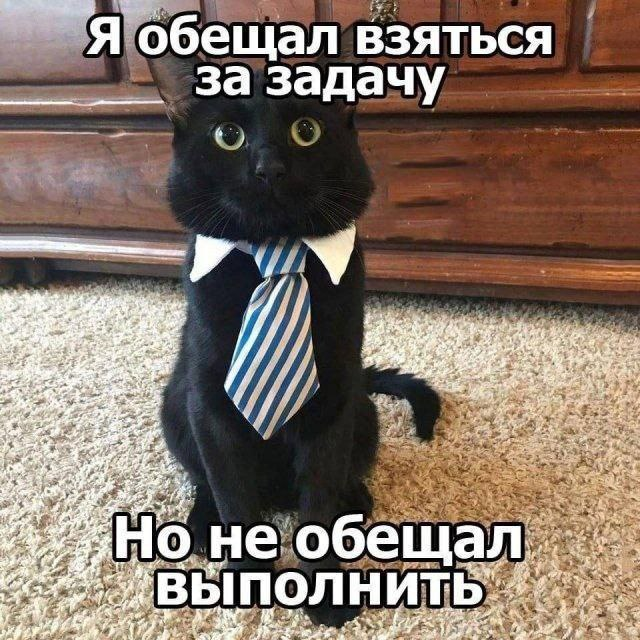 Я обещал взяться
за задачу
Но не обещал
выполнить